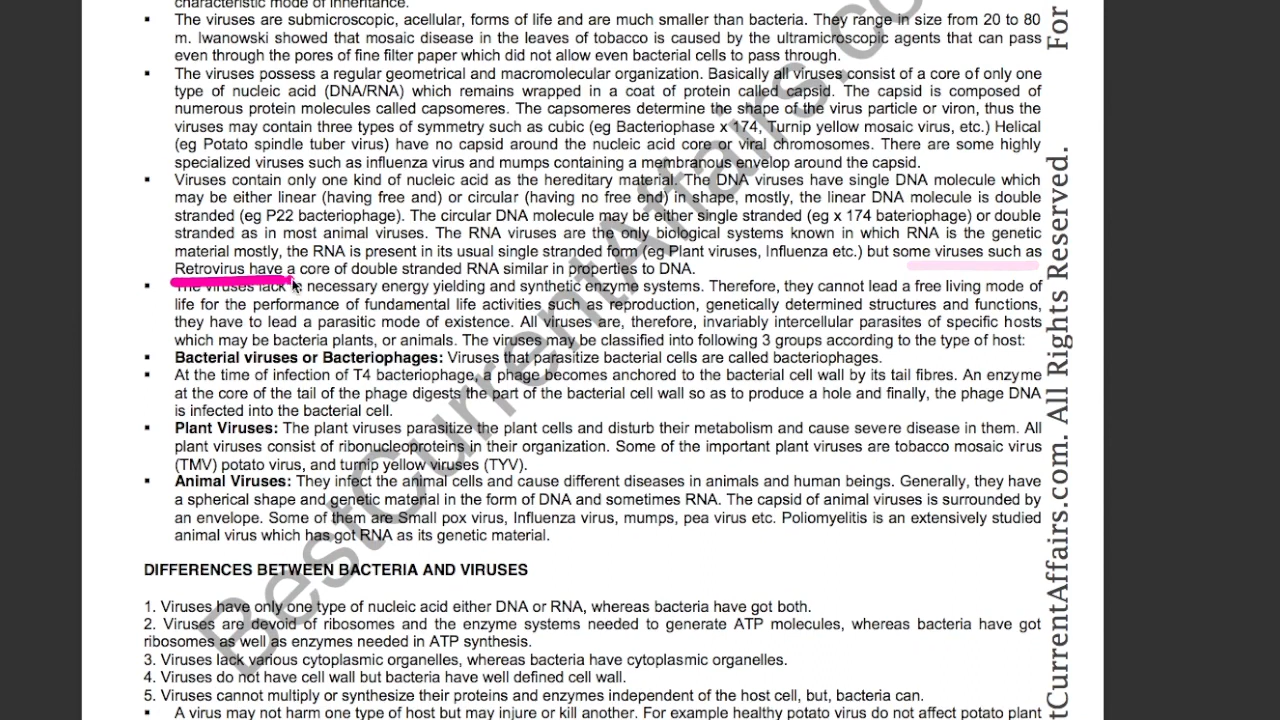 characteristic mode of inheritance.
▪ The viruses are submicroscopic, acellular, forms of life and are much smaller than bacteria. They range in size from 20 to 80
m. Iwanowski showed that mosaic disease in the leaves of tobacco is caused by the ultramicroscopic agents that can pass
even through the pores of fine filter paper which did not allow even bacterial cells to pass through.
▪ The viruses possess a regular geometrical and macromolecular organization. Basically all viruses consist of a core of only one
type of nucleic acid (DNA/RNA) which remains wrapped in a coat of protein called capsid. The capsid is composed of
numerous protein molecules called capsomeres. The capsomeres determine the shape of the virus particle or viron, thus the
viruses may contain three types of symmetry such as cubic (eg Bacteriophase x 174, Turnip yellow mosaic virus, etc.) Helical
(eg Potato spindle tuber virus) have no capsid around the nucleic acid core or viral chromosomes. There are some highly
specialized viruses such as influenza virus and mumps containing a membranous envelop around the capsid.
▪ Viruses contain only one kind of nucleic acid as the hereditary material. The DNA viruses have single DNA molecule which
may be either linear (having free and) or circular (having no free end) in shape, mostly, the linear DNA molecule is double
stranded (eg P22 bacteriophage). The circular DNA molecule may be either single stranded (eg x 174 bateriophage) or double
stranded as in most animal viruses. The RNA viruses are the only biological systems known in which RNA is the genetic
material mostly, the RNA is present in its usual single stranded form (eg Plant viruses, Influenza etc.) but some viruses such as
Retrovirus have a core of double stranded RNA similar in properties to DNA.
▪ The viruses lack necessary energy yielding and synthetic enzyme systems. Therefore, they cannot lead a free living mode of
life for the performance of fundamental life activities such as reproduction, genetically determined structures and functions,
they have to lead a parasitic mode of existence. All viruses are, therefore, invariably intercellular parasites of specific hosts
which may be bacteria plants, or animals. The viruses may be classified into following 3 groups according to the type of host:
▪ Bacterial viruses or Bacteriophages: Viruses that parasitize bacterial cells are called bacteriophages.
▪ At the time of infection of T4 bacteriophage, a phage becomes anchored to the bacterial cell wall by its tail fibres. An enzyme
at the core of the tail of the phage digests the part of the bacterial cell wall so as to produce a hole and finally, the phage DNA
is infected into the bacterial cell.
▪ Plant Viruses: The plant viruses parasitize the plant cells and disturb their metabolism and cause severe disease in them. All
plant viruses consist of ribonucleoproteins in their organization. Some of the important plant viruses are tobacco mosaic virus
(TMV) potato virus, and turnip yellow viruses (TYV).
▪ Animal Viruses: They infect the animal cells and cause different diseases in animals and human beings. Generally, they have
a spherical shape and genetic material in the form of DNA and sometimes RNA. The capsid of animal viruses is surrounded by
an envelope. Some of them are Small pox virus, Influenza virus, mumps, pea virus etc. Poliomyelitis is an extensively studied
animal virus which has got RNA as its genetic material.
DIFFERENCES BETWEEN BACTERIA AND VIRUSES
1. Viruses have only one type of nucleic acid either DNA or RNA, whereas bacteria have got both.
2. Viruses are devoid of ribosomes and the enzyme systems needed to generate ATP molecules, whereas bacteria have got
ribosomes as well as enzymes needed in ATP synthesis.
3. Viruses lack various cytoplasmic organelles, whereas bacteria have cytoplasmic organelles.
4. Viruses do not have cell wall but bacteria have well defined cell wall.
5. Viruses cannot multiply or synthesize their proteins and enzymes independent of the host cell, but, bacteria can.
▪ A virus may not harm one type of host but may injure or kill another. For example healthy potato virus do not affect potato plant
BestCurrentAffairs.co
tCurrentAffairs.com. All Rights Reserved. For